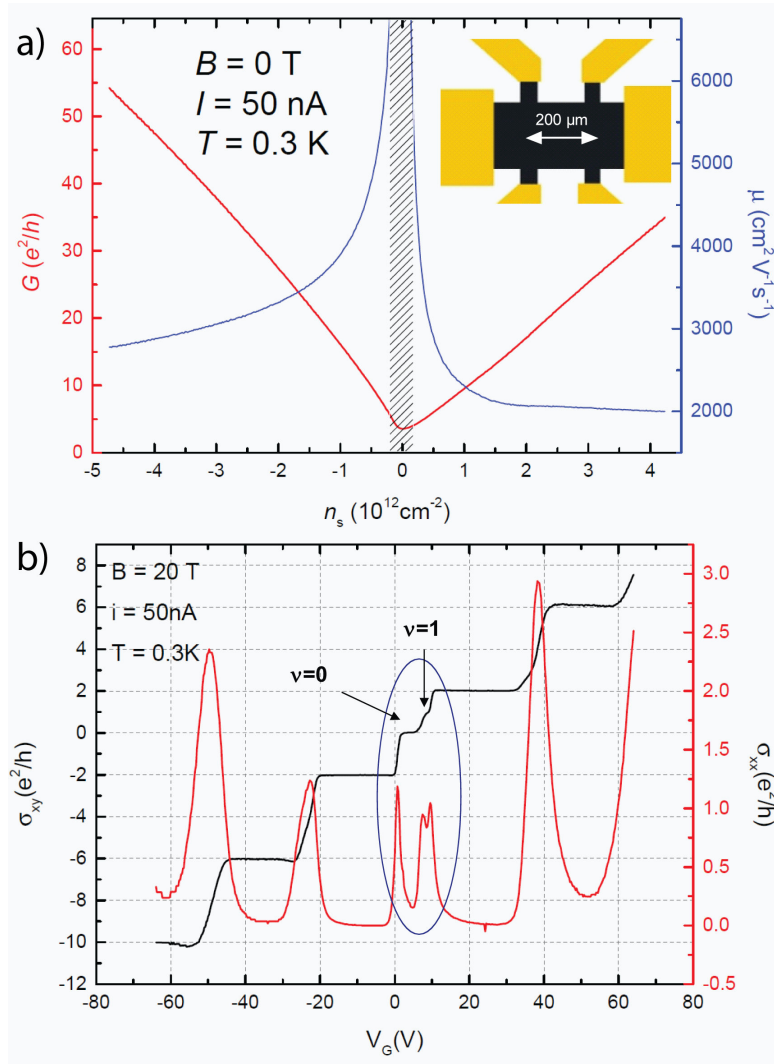 a)
B = 0 T
I = 50 nA
T = 0.3 K
200 µm
G (e²/h)
60
50
40
30
20
10
0
µ (cm² V⁻¹s⁻¹)
6000
5000
4000
3000
2000
-5 -4 -3 -2 -1 0 1 2 3 4
nₛ (10¹²cm⁻²)
b)
B = 20 T
i = 50nA
T = 0.3K
ν=0
ν=1
σxy(e²/h)
8
6
4
2
0
-2
-4
-6
-8
-10
-12
σxx(e²/h)
3.0
2.5
2.0
1.5
1.0
0.5
0.0
-0.5
-80 -60 -40 -20 0 20 40 60 80
V_G(V)